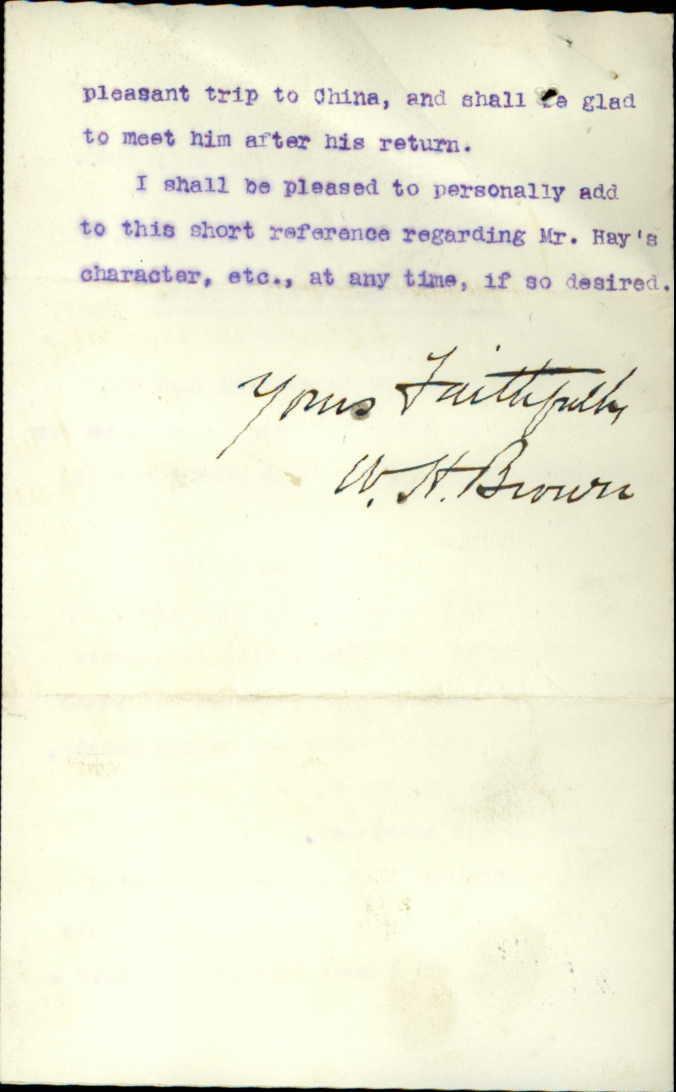 pleasant trip to China, and shall be glad
to meet him after his return.
I shall be pleased to personally add
to this short reference regarding Mr. Hay's
character, etc., at any time, if so desired.
Yours Faithfully
W. H. Brown